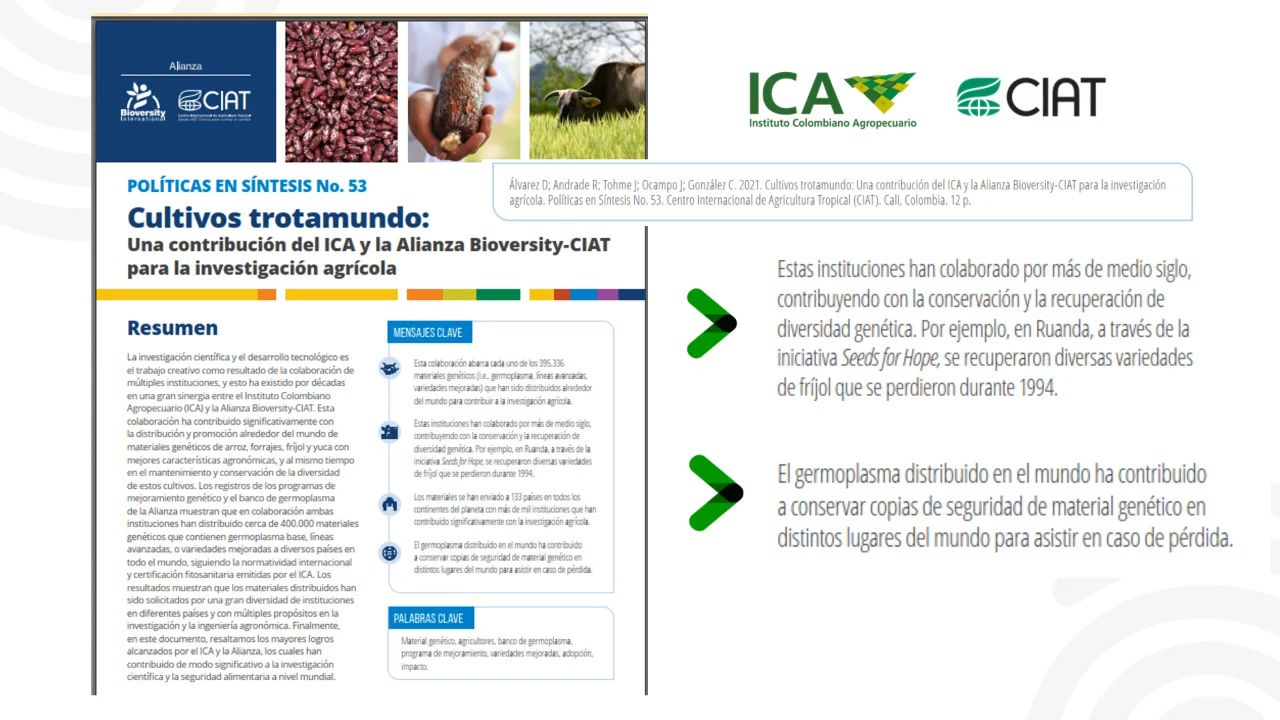 Alianza
Bioversity
International
CIAT
Centro Internacional de Agricultura Tropical
POLÍTICAS EN SÍNTESIS No. 53
Cultivos trotamundo:
Una contribución del ICA y la Alianza Bioversity-CIAT
para la investigación agrícola
Resumen
La investigación científica y el desarrollo tecnológico es
el trabajo creativo como resultado de la colaboración de
múltiples instituciones, y esto ha existido por décadas
en una gran sinergia entre el Instituto Colombiano
Agropecuario (ICA) y la Alianza Bioversity-CIAT. Esta
colaboración ha contribuido significativamente con
la distribución y promoción alrededor del mundo de
materiales genéticos de arroz, forrajes, fríjol y yuca con
mejores características agronómicas, y al mismo tiempo
en el mantenimiento y conservación de la diversidad
de estos cultivos. Los registros de los programas de
mejoramiento genético y el banco de germoplasma
de la Alianza muestran que en colaboración ambas
instituciones han distribuido cerca de 400.000 materiales
genéticos que contienen germoplasma base, líneas
avanzadas, o variedades mejoradas a diversos países en
todo el mundo, siguiendo la normatividad internacional
y certificación fitosanitaria emitidas por el ICA. Los
resultados muestran que los materiales distribuidos han
sido solicitados por una gran diversidad de instituciones
en diferentes países y con múltiples propósitos en la
investigación y la ingeniería agronómica. Finalmente,
en este documento, resaltamos los mayores logros
alcanzados por el ICA y la Alianza, los cuales han
contribuido de modo significativo a la investigación
científica y la seguridad alimentaria a nivel mundial.
MENSAJES CLAVE
Esta colaboración abarca cada uno de los 395.336
materiales genéticos (i.e., germoplasma, líneas avanzadas,
variedades mejoradas) que han sido distribuidos alrededor
del mundo para contribuir a la investigación agrícola.
Estas instituciones han colaborado por más de medio siglo,
contribuyendo con la conservación y la recuperación de
diversidad genética. Por ejemplo, en Ruanda, a través de la
iniciativa Seeds for Hope, se recuperaron diversas variedades
de fríjol que se perdieron durante 1994.
Los materiales se han enviado a 133 países en todos los
continentes del planeta con más de mil instituciones que han
contribuido significativamente con la investigación agrícola.
El germoplasma distribuido en el mundo ha contribuido
a conservar copias de seguridad de material genético en
distintos lugares del mundo para asistir en caso de pérdida.
PALABRAS CLAVE
Material genético, agricultores, banco de germoplasma,
programa de mejoramiento, variedades mejoradas, adopción,
impacto.
ICA
Instituto Colombiano Agropecuario
CIAT
Álvarez D; Andrade R; Tohme J; Ocampo J; González C. 2021. Cultivos trotamundo: Una contribución del ICA y la Alianza Bioversity-CIAT para la investigación
agrícola. Políticas en Síntesis No. 53. Centro Internacional de Agricultura Tropical (CIAT). Cali, Colombia. 12 p.
Estas instituciones han colaborado por más de medio siglo,
contribuyendo con la conservación y la recuperación de
diversidad genética. Por ejemplo, en Ruanda, a través de la
iniciativa Seeds for Hope, se recuperaron diversas variedades
de fríjol que se perdieron durante 1994.
El germoplasma distribuido en el mundo ha contribuido
a conservar copias de seguridad de material genético en
distintos lugares del mundo para asistir en caso de pérdida.